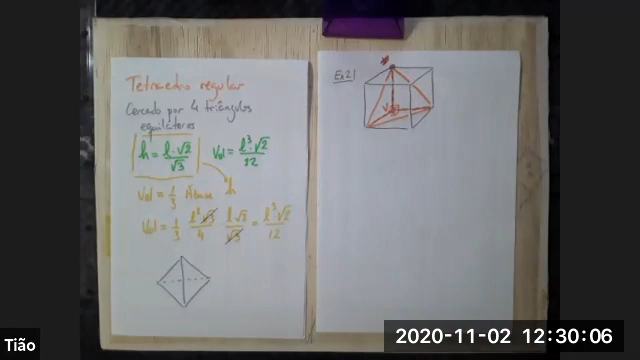 Tetraedro regular
Cercado por 4 triângulos
equiláteros
h = l·√2/√3 Vol = l³·√2/12
Vol = 1/3 Abase h
Vol = 1/3 l²√3/4 l√2/√3 = l³√2/12
Ex21
V
Tião
2020-11-02 12:30:06